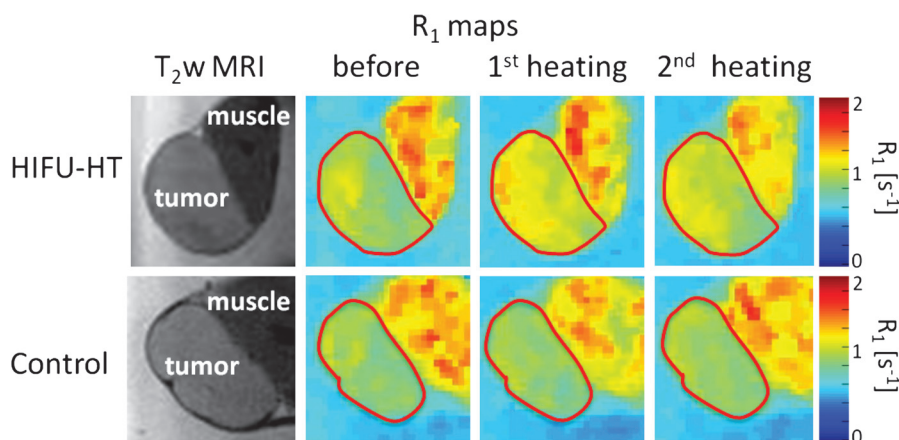 R₁ maps
T₂w MRI before 1ˢᵗ heating 2ⁿᵈ heating
HIFU-HT
muscle
tumor
2
1
0
R₁ [s⁻¹]
Control
muscle
tumor
2
1
0
R₁ [s⁻¹]